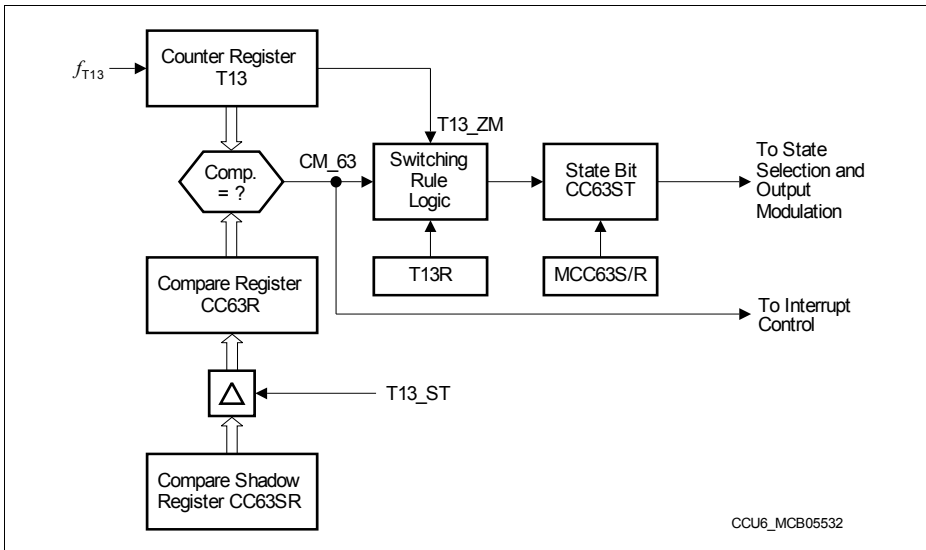 Counter Register
T13
f_T13
T13_ZM
CM_63
Comp.
= ?
Switching
Rule
Logic
State Bit
CC63ST
To State
Selection and
Output
Modulation
T13R
MCC63S/R
Compare Register
CC63R
To Interrupt
Control
T13_ST
Compare Shadow
Register CC63SR
CCU6_MCB05532